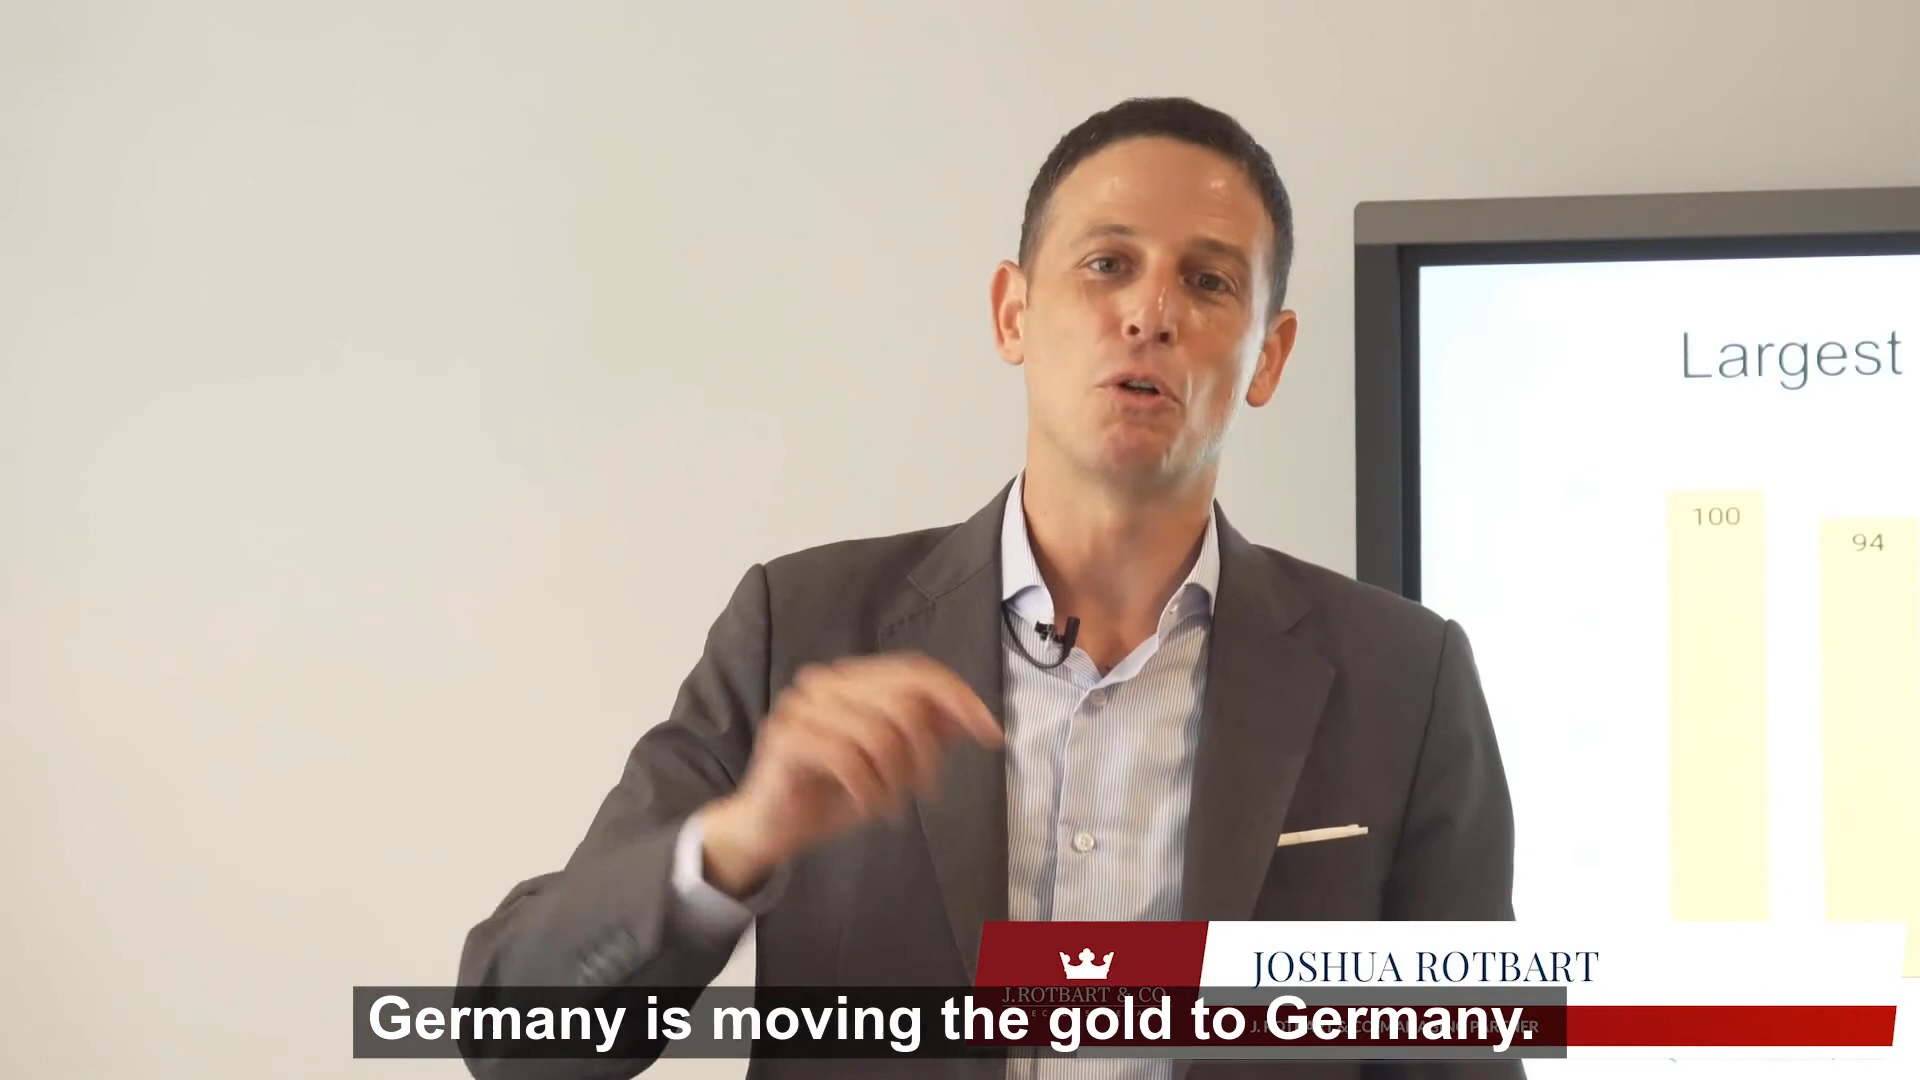 Largest
100
94
JOSHUA ROTBART
J.ROTBART & CO
Germany is moving the gold to Germany.